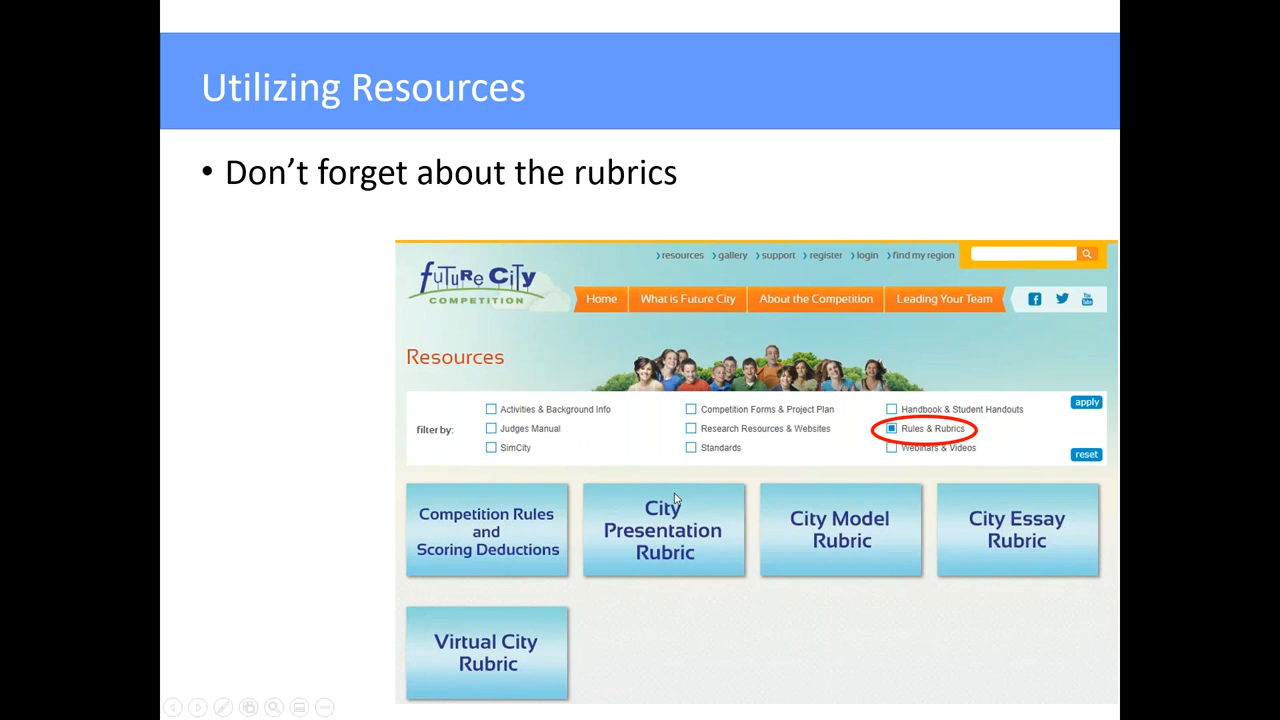 Utilizing Resources
• Don’t forget about the rubrics
resources gallery support register login find my region
FUTURE CITY
COMPETITION
Home What is Future City About the Competition Leading Your Team
You
Tube
Resources
filter by:
Activities & Background Info Competition Forms & Project Plan Handbook & Student Handouts apply
Judges Manual Research Resources & Websites Rules & Rubrics
SimCity Standards Webinars & Videos reset
Competition Rules
and
Scoring Deductions
City
Presentation
Rubric
City Model
Rubric
City Essay
Rubric
Virtual City
Rubric